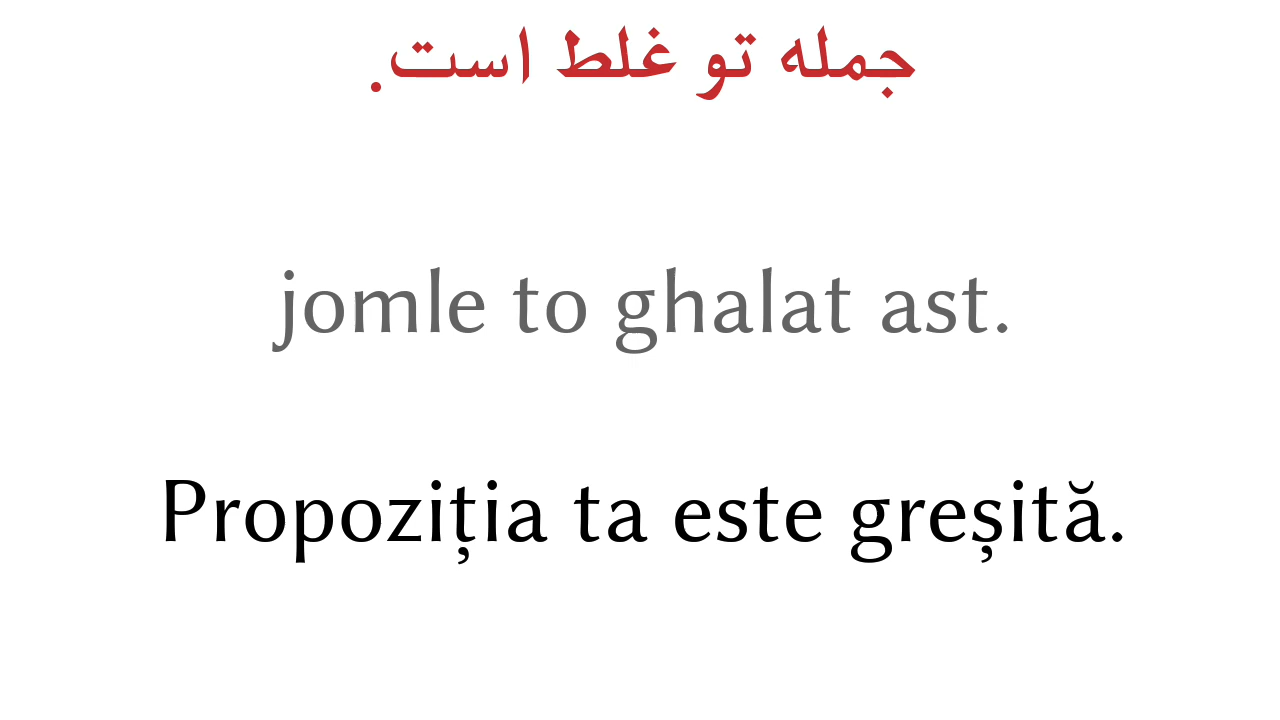 جمله تو غلط است.
jomle to ghalat ast.
Propoziția ta este greșită.